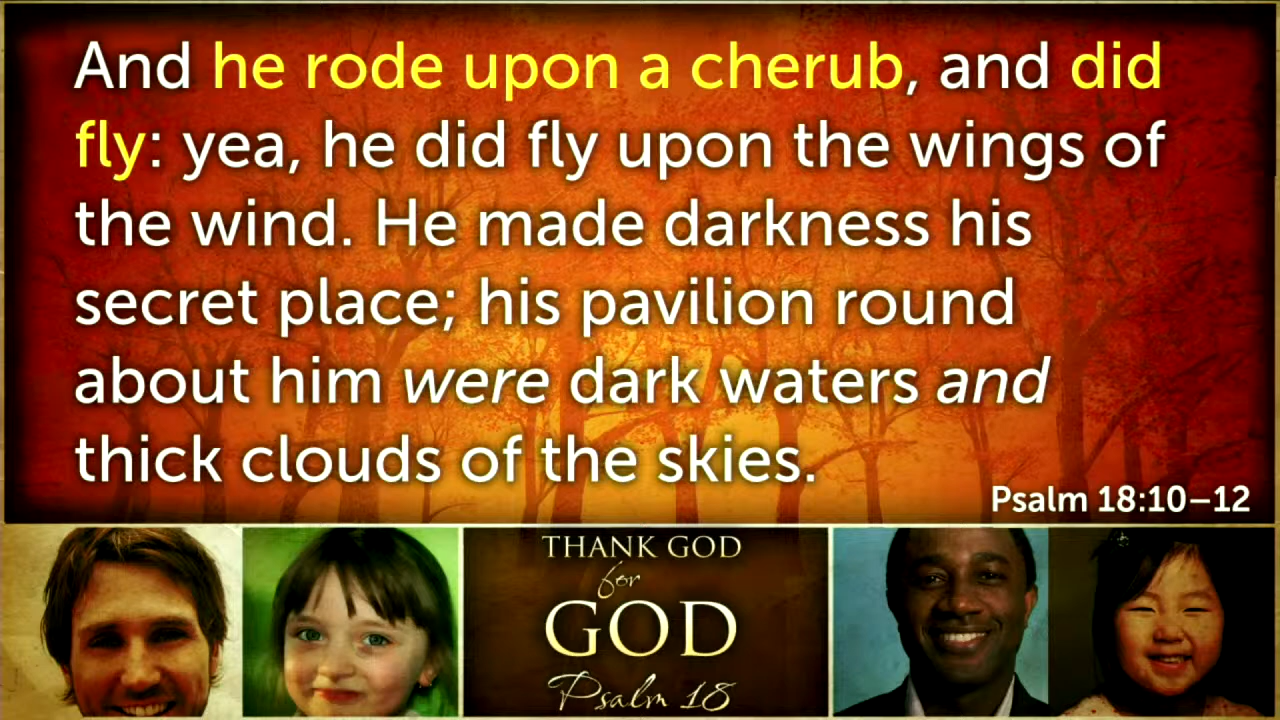 And he rode upon a cherub, and did
fly: yea, he did fly upon the wings of
the wind. He made darkness his
secret place; his pavilion round
about him were dark waters and
thick clouds of the skies.
Psalm 18:10–12
THANK GOD
for
GOD
Psalm 18